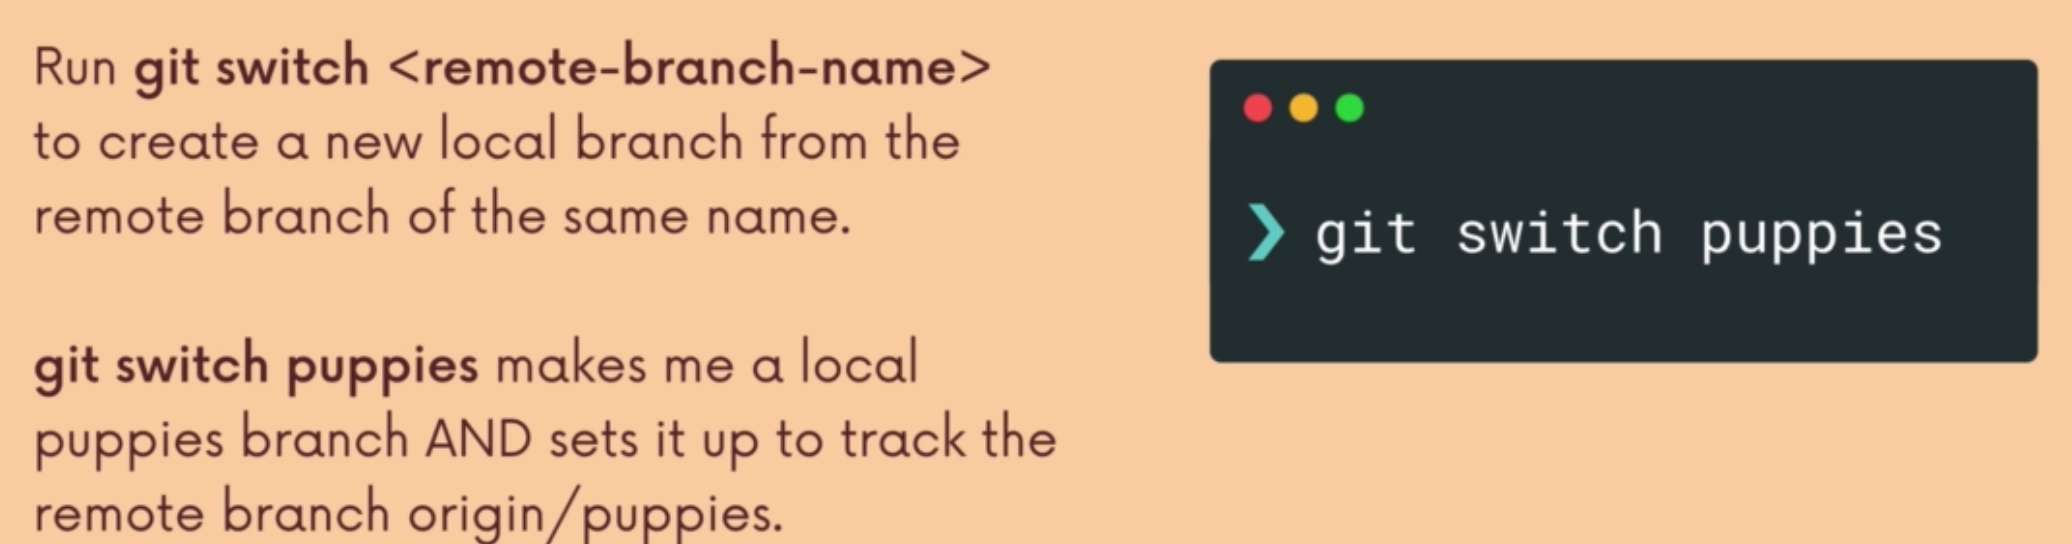 Run git switch <remote-branch-name>
to create a new local branch from the
remote branch of the same name.
git switch puppies makes me a local
puppies branch AND sets it up to track the
remote branch origin/puppies.
❯ git switch puppies